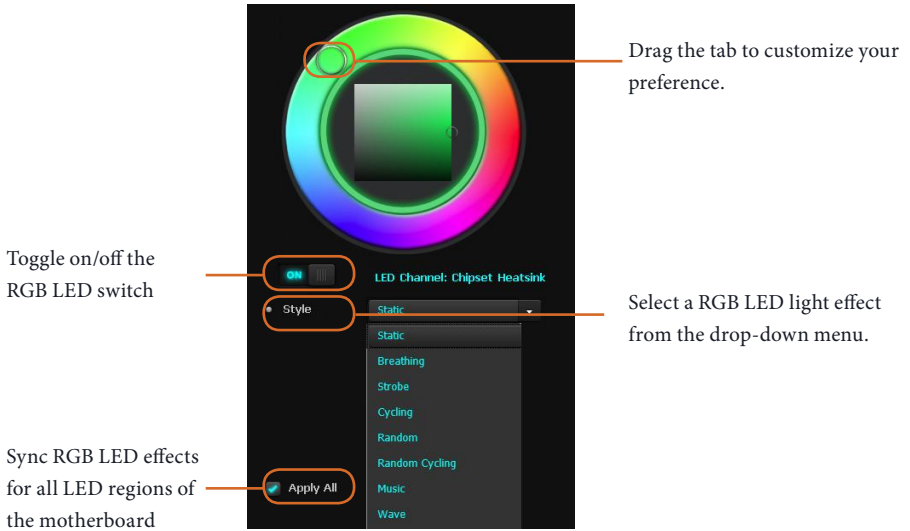 Drag the tab to customize your
preference.
Toggle on/off the
RGB LED switch
ON
LED Channel: Chipset Heatsink
Style
Static
Select a RGB LED light effect
from the drop-down menu.
Static
Breathing
Strobe
Cycling
Random
Random Cycling
Sync RGB LED effects
for all LED regions of
the motherboard
Apply All
Music
Wave